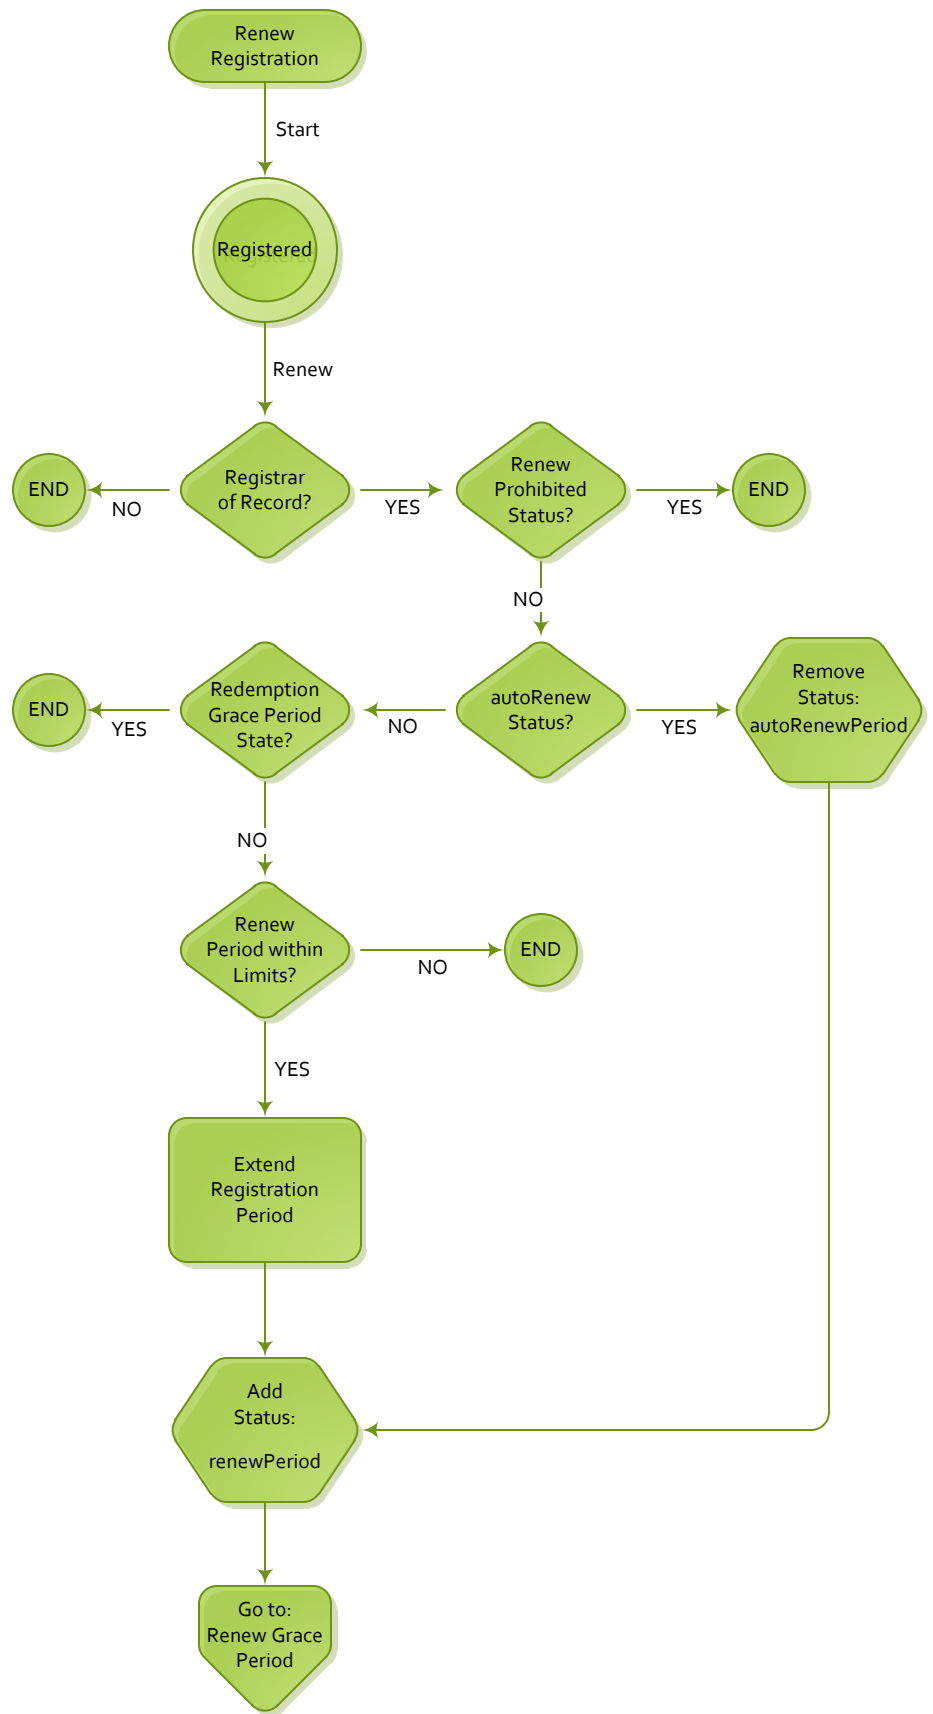 Renew
Registration
Start
Registered
Renew
Registrar
of Record?
NO
END
YES
Renew
Prohibited
Status?
YES
END
NO
autoRenew
Status?
YES
Remove
Status:
autoRenewPeriod
NO
Redemption
Grace Period
State?
YES
END
NO
Renew
Period within
Limits?
NO
END
YES
Extend
Registration
Period
Add
Status:
renewPeriod
Go to:
Renew Grace
Period